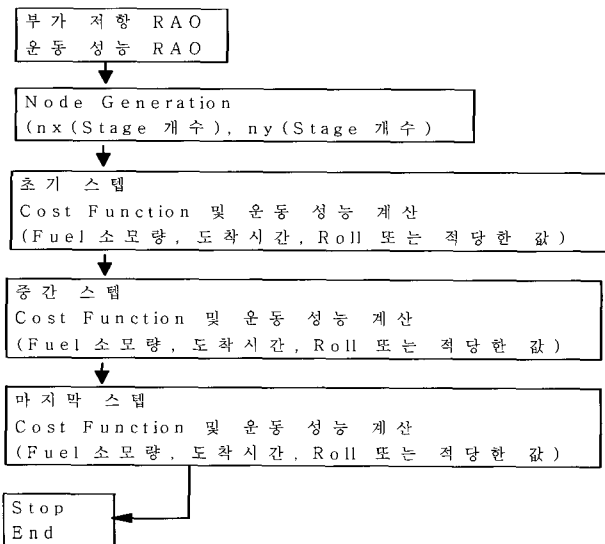 부가 저항 RAO
운동 성능 RAO
Node Generation
(nx(Stage 개수), ny(Stage 개수)
초기 스텝
Cost Function 및 운동 성능 계산
(Fuel 소모량, 도착시간, Roll 또는 적당한 값)
중간 스텝
Cost Function 및 운동 성능 계산
(Fuel 소모량, 도착시간, Roll 또는 적당한 값)
마지막 스텝
Cost Function 및 운동 성능 계산
(Fuel 소모량, 도착시간, Roll 또는 적당한 값)
Stop
End